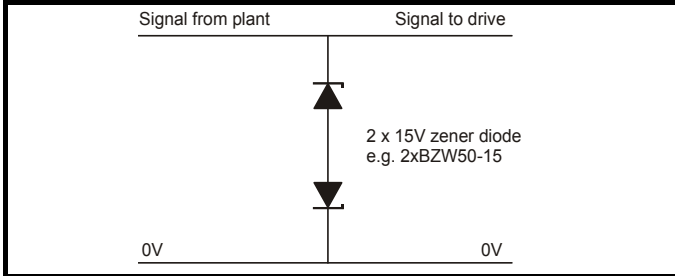 Signal from plant Signal to drive
2 x 15V zener diode
e.g. 2xBZW50-15
0V 0V